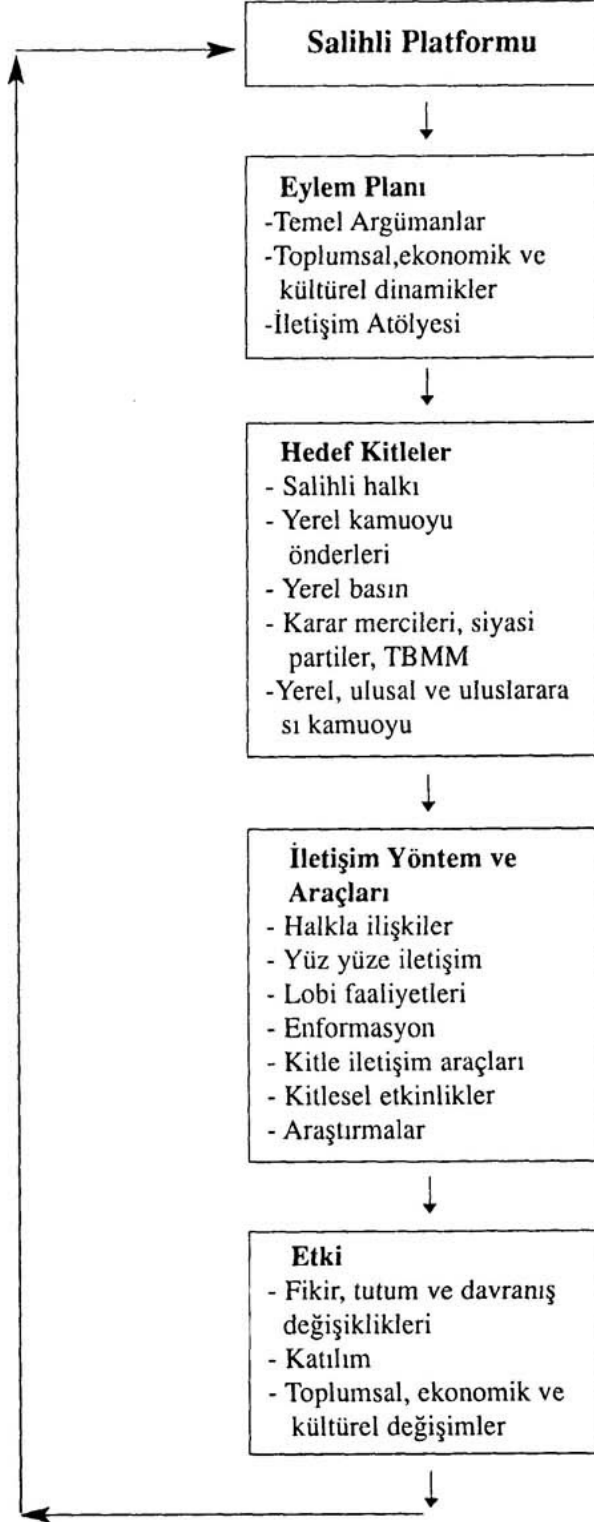 Salihli Platformu
Eylem Planı
-Temel Argümanlar
-Toplumsal,ekonomik ve
kültürel dinamikler
-İletişim Atölyesi
Hedef Kitleler
- Salihli halkı
- Yerel kamuoyu
önderleri
- Yerel basın
- Karar mercileri, siyasi
partiler, TBMM
-Yerel, ulusal ve uluslarara
sı kamuoyu
İletişim Yöntem ve
Araçları
- Halkla ilişkiler
- Yüz yüze iletişim
- Lobi faaliyetleri
- Enformasyon
- Kitle iletişim araçları
- Kitlesel etkinlikler
- Araştırmalar
Etki
- Fikir, tutum ve davranış
değişiklikleri
- Katılım
- Toplumsal, ekonomik ve
kültürel değişimler